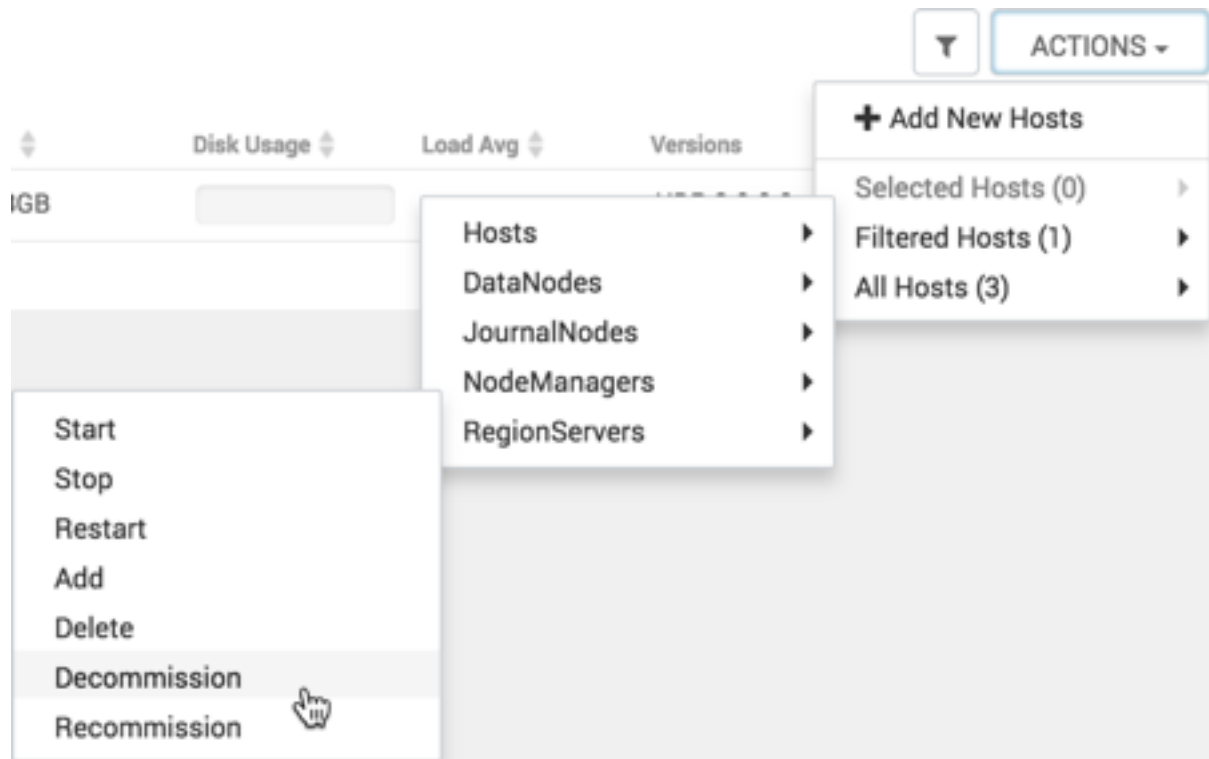 ACTIONS
Add New Hosts
Disk Usage Load Avg Versions
Selected Hosts (0)
GB
Hosts
Filtered Hosts (1)
DataNodes
All Hosts (3)
JournalNodes
NodeManagers
Start
RegionServers
Stop
Restart
Add
Delete
Decommission
Recommission